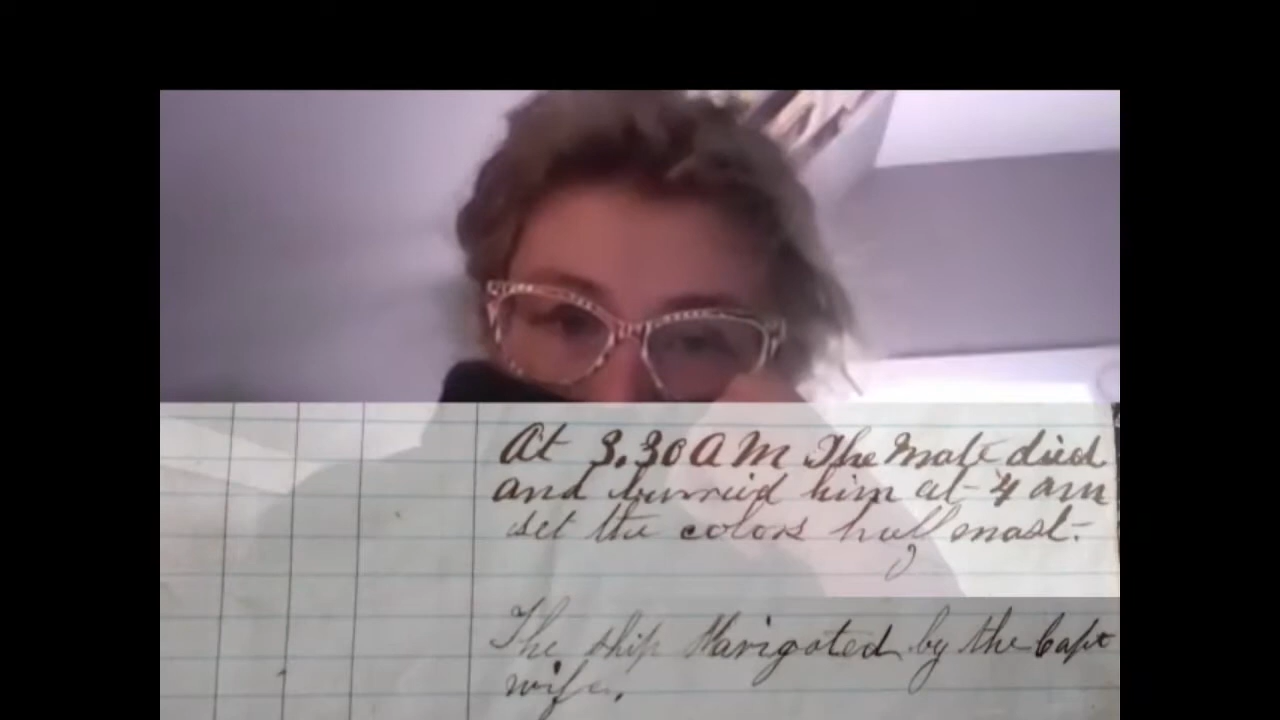 At 3.30 AM The Mate died
and burried him at 4 am
set the colors half mast.
The ship Navigated by the Capt
wife.